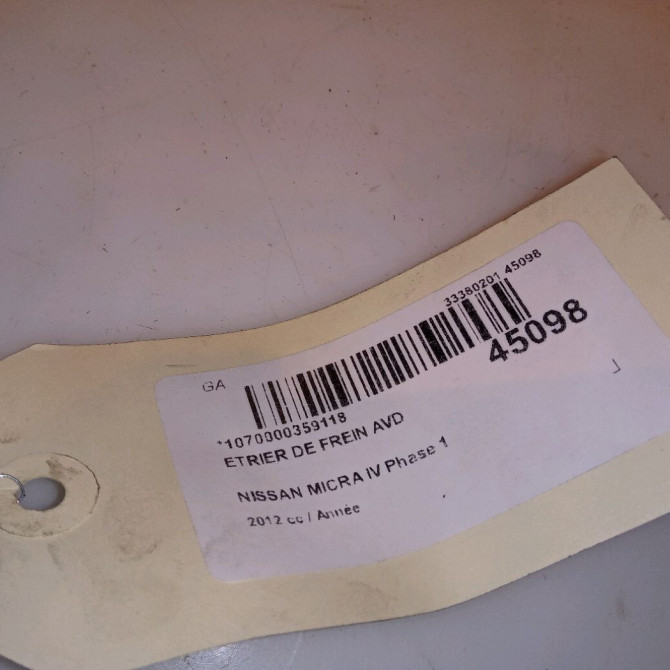 33380201 45098
GA
45098
*1070000359118
ETRIER DE FREIN AVD
NISSAN MICRA IV Phase 1
2012 cc / Année